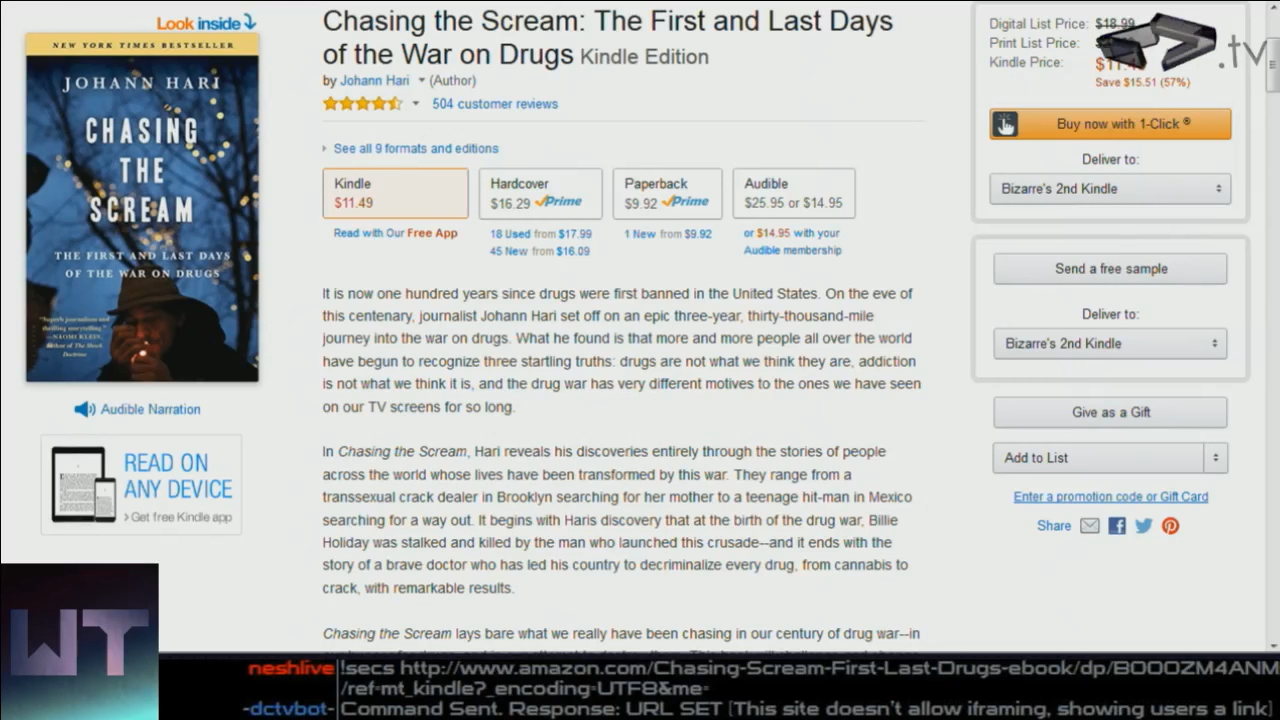 Look inside
NEW YORK TIMES BESTSELLER
JOHANN HARI
CHASING
THE
SCREAM
THE FIRST AND LAST DAYS
OF THE WAR ON DRUGS
"Superb journalism and
thrilling storytelling."
—NAOMI KLEIN,
author of The Shock
Doctrine
Audible Narration
READ ON
ANY DEVICE
› Get free Kindle app
Chasing the Scream: The First and Last Days
of the War on Drugs Kindle Edition
by Johann Hari (Author)
504 customer reviews
See all 9 formats and editions
Kindle
$11.49
Read with Our Free App
Hardcover
$16.29 Prime
18 Used from $17.99
45 New from $16.09
Paperback
$9.92 Prime
1 New from $9.92
Audible
$25.95 or $14.95
or $14.95 with your
Audible membership
It is now one hundred years since drugs were first banned in the United States. On the eve of
this centenary, journalist Johann Hari set off on an epic three-year, thirty-thousand-mile
journey into the war on drugs. What he found is that more and more people all over the world
have begun to recognize three startling truths: drugs are not what we think they are, addiction
is not what we think it is, and the drug war has very different motives to the ones we have seen
on our TV screens for so long.
In Chasing the Scream, Hari reveals his discoveries entirely through the stories of people
across the world whose lives have been transformed by this war. They range from a
transsexual crack dealer in Brooklyn searching for her mother to a teenage hit-man in Mexico
searching for a way out. It begins with Haris discovery that at the birth of the drug war, Billie
Holiday was stalked and killed by the man who launched this crusade--and it ends with the
story of a brave doctor who has led his country to decriminalize every drug, from cannabis to
crack, with remarkable results.
Chasing the Scream lays bare what we really have been chasing in our century of drug war--in
Digital List Price: $18.99
Print List Price:
Kindle Price:
Save $15.51 (57%)
.tv
Buy now with 1-Click ®
Deliver to:
Bizarre's 2nd Kindle
Send a free sample
Deliver to:
Bizarre's 2nd Kindle
Give as a Gift
Add to List
Enter a promotion code or Gift Card
Share
WT
neshlive !secs http://www.amazon.com/Chasing-Scream-First-Last-Drugs-ebook/dp/B00OZM4ANM
/ref=mt_kindle?_encoding=UTF8&me=
-dctvbot- Command Sent. Response: URL SET [This site doesn't allow iframing, showing users a link]